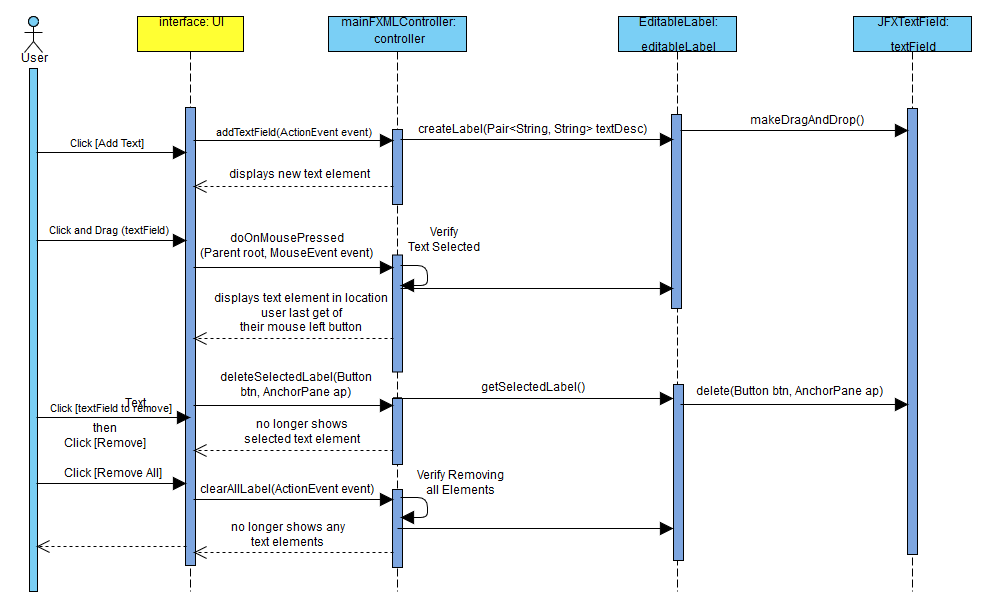 interface: UI
mainFXMLController:
controller
EditableLabel:
editableLabel
JFXTextField:
textField
User
Click [Add Text]
addTextField(ActionEvent event)
createLabel(Pair<String, String> textDesc)
makeDragAndDrop()
displays new text element
Click and Drag (textField)
doOnMousePressed
(Parent root, MouseEvent event)
Verify
Text Selected
displays text element in location
user last get of
their mouse left button
deleteSelectedLabel(Button
btn, AnchorPane ap)
getSelectedLabel()
delete(Button btn, AnchorPane ap)
Text
Click [textField to remove]
then
Click [Remove]
no longer shows
selected text element
Click [Remove All]
clearAllLabel(ActionEvent event)
Verify Removing
all Elements
no longer shows any
text elements